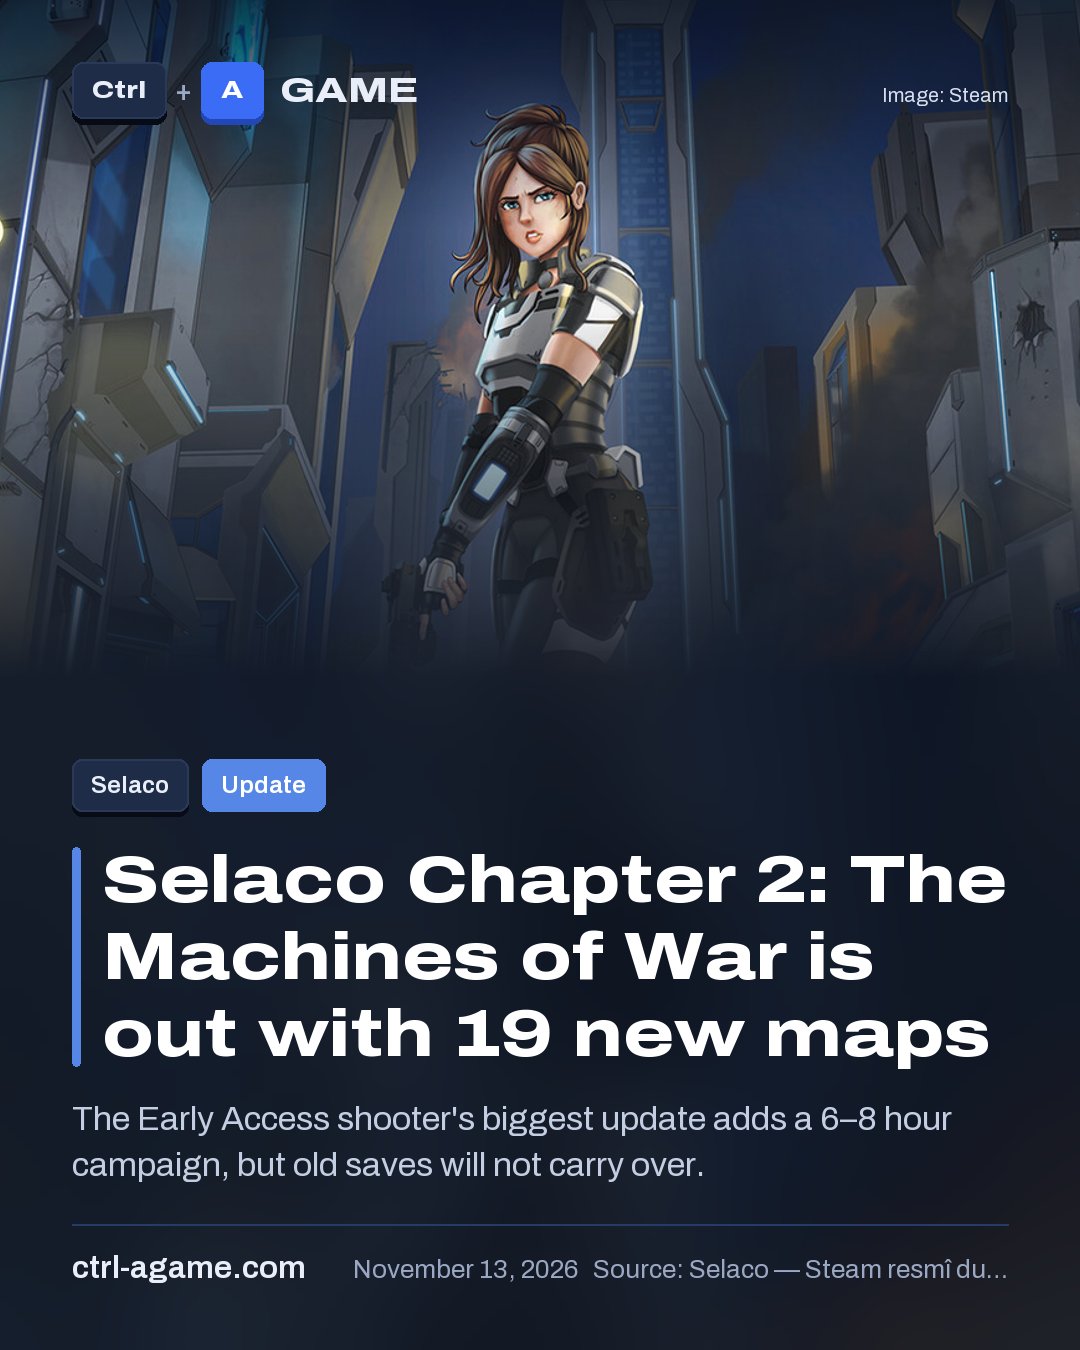 Ctrl + A GAME
Image: Steam
Selaco Update
Selaco Chapter 2: The
Machines of War is
out with 19 new maps
The Early Access shooter's biggest update adds a 6–8 hour
campaign, but old saves will not carry over.
ctrl-agame.com November 13, 2026 Source: Selaco — Steam resmî du...